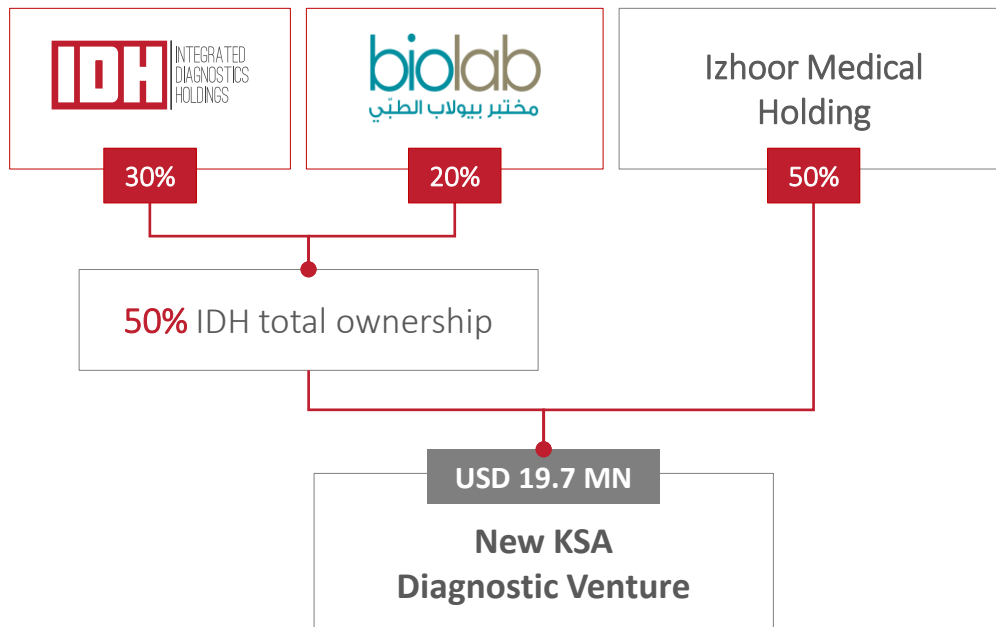 IDH
INTEGRATED
DIAGNOSTICS
HOLDINGS
biolab
مختبر بيولاب الطبّي
Izhoor Medical
Holding
30%
20%
50%
50% IDH total ownership
USD 19.7 MN
New KSA
Diagnostic Venture